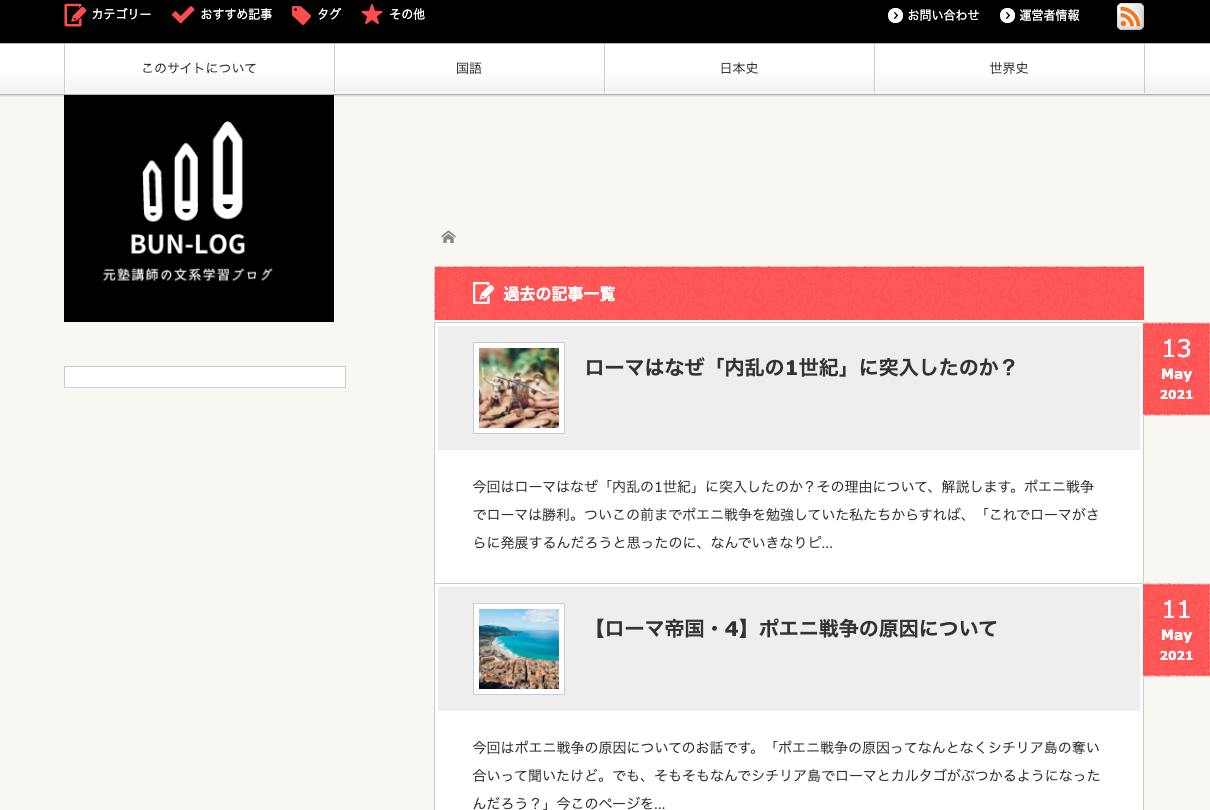 カテゴリー おすすめ記事 タグ その他 お問い合わせ 運営者情報
このサイトについて 国語 日本史 世界史
BUN-LOG
元塾講師の文系学習ブログ
過去の記事一覧
ローマはなぜ「内乱の1世紀」に突入したのか？
13
May
2021
今回はローマはなぜ「内乱の1世紀」に突入したのか？その理由について、解説します。ポエニ戦争
でローマは勝利。ついこの前までポエニ戦争を勉強していた私たちからすれば、「これでローマがさ
らに発展するんだろうと思ったのに、なんでいきなりピ...
【ローマ帝国・4】ポエニ戦争の原因について
11
May
2021
今回はポエニ戦争の原因についてのお話です。「ポエニ戦争の原因ってなんとなくシチリア島の奪い
合いって聞いたけど。でも、そもそもなんでシチリア島でローマとカルタゴがぶつかるようになった
んだろう？」今このページを...